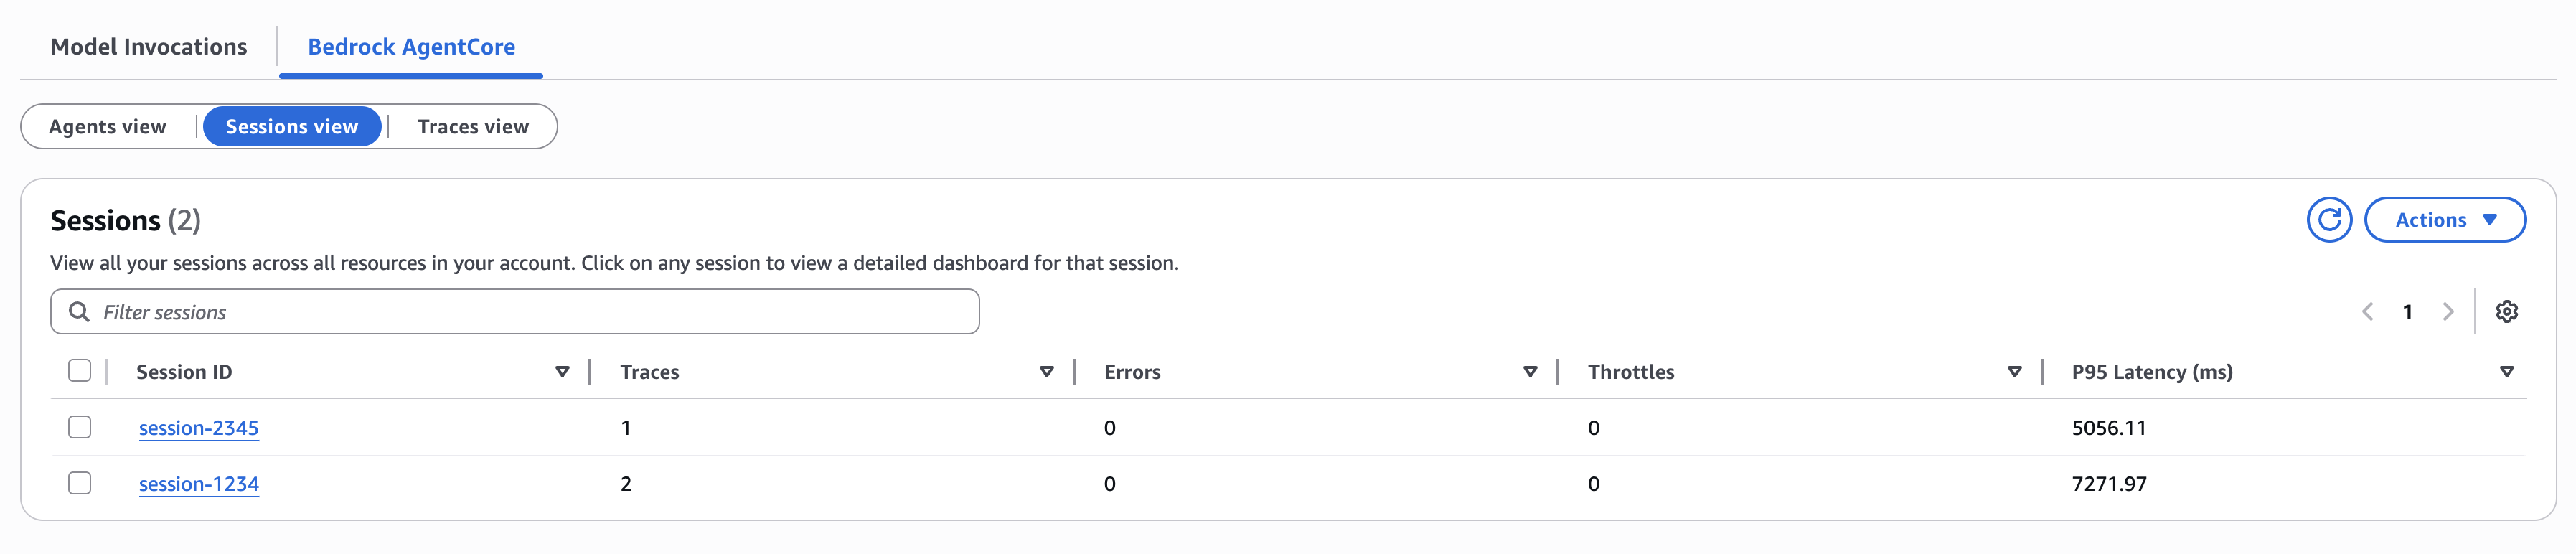 Model Invocations Bedrock AgentCore
Agents view Sessions view Traces view
Sessions (2)
Actions
View all your sessions across all resources in your account. Click on any session to view a detailed dashboard for that session.
Filter sessions
1
Session ID Traces Errors Throttles P95 Latency (ms)
session-2345 1 0 0 5056.11
session-1234 2 0 0 7271.97